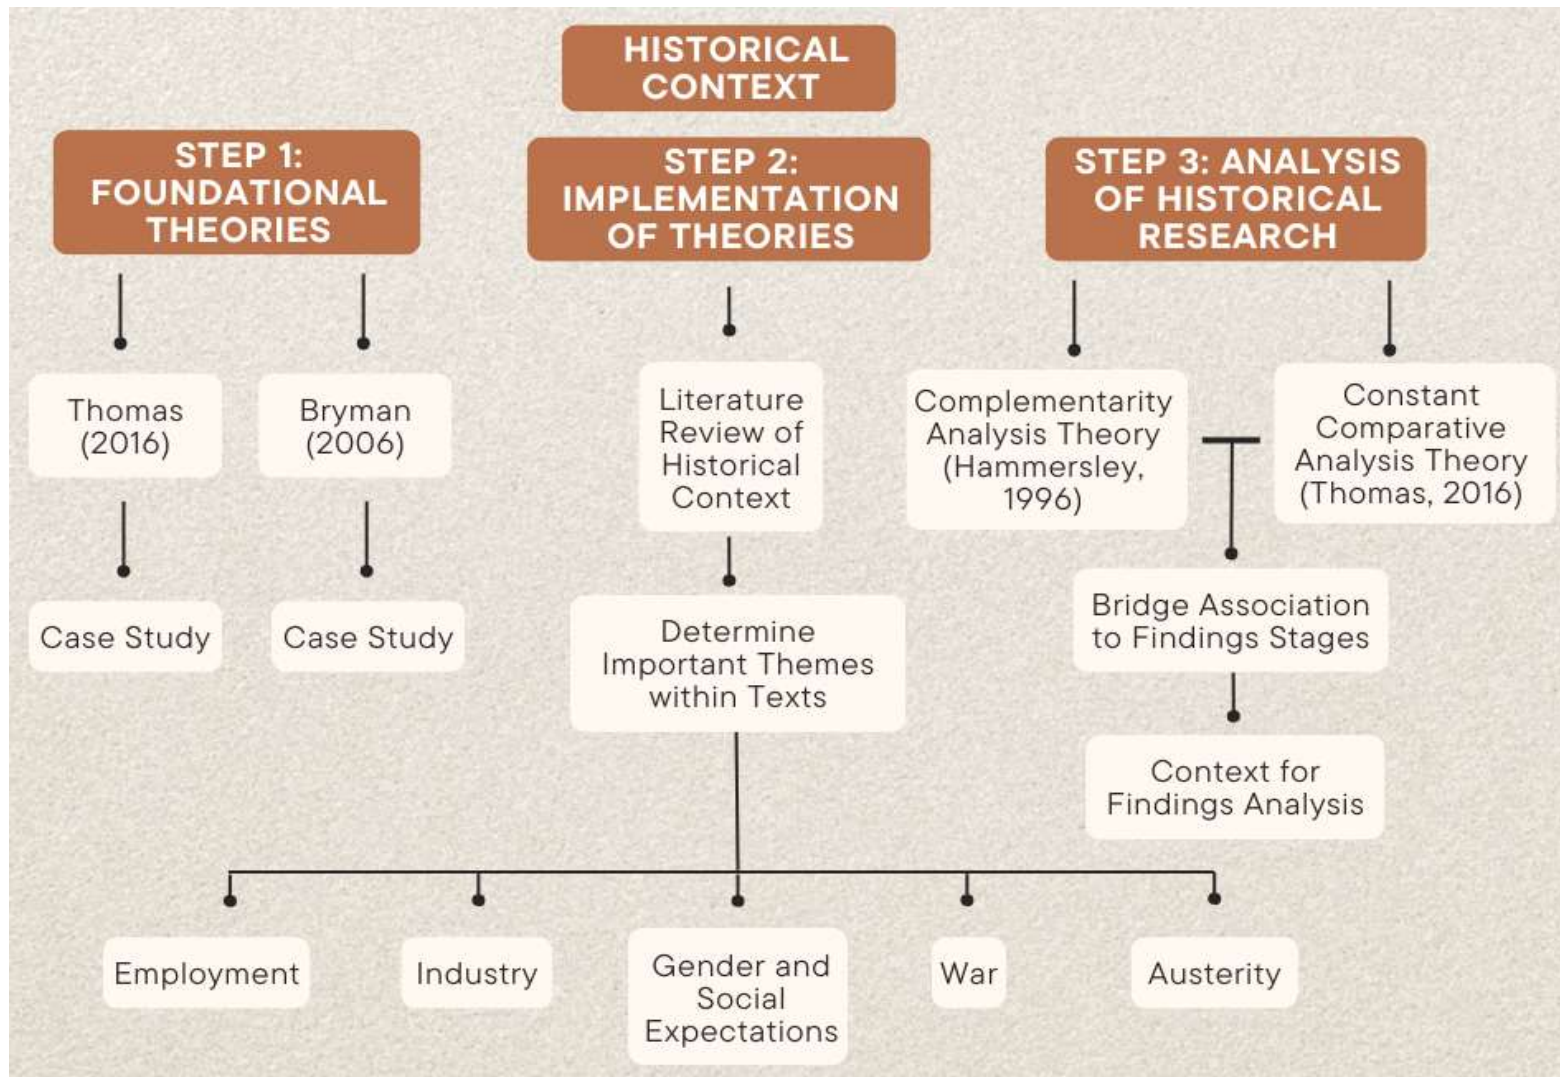 HISTORICAL
CONTEXT
STEP 1:
FOUNDATIONAL
THEORIES
Thomas
(2016)
Case Study
Bryman
(2006)
Case Study
STEP 2:
IMPLEMENTATION
OF THEORIES
Literature
Review of
Historical
Context
Determine
Important Themes
within Texts
Employment
Industry
Gender and
Social
Expectations
War
Austerity
STEP 3: ANALYSIS
OF HISTORICAL
RESEARCH
Complementarity
Analysis Theory
(Hammersley,
1996)
Constant
Comparative
Analysis Theory
(Thomas, 2016)
Bridge Association
to Findings Stages
Context for
Findings Analysis